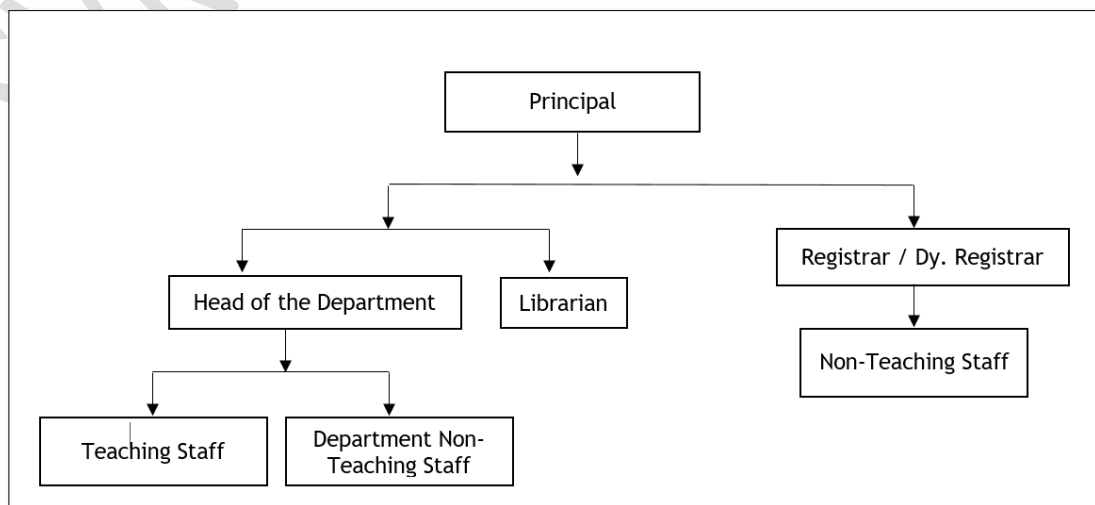 Principal
Registrar / Dy. Registrar
Head of the Department
Librarian
Non-Teaching Staff
Teaching Staff
Department Non-
Teaching Staff